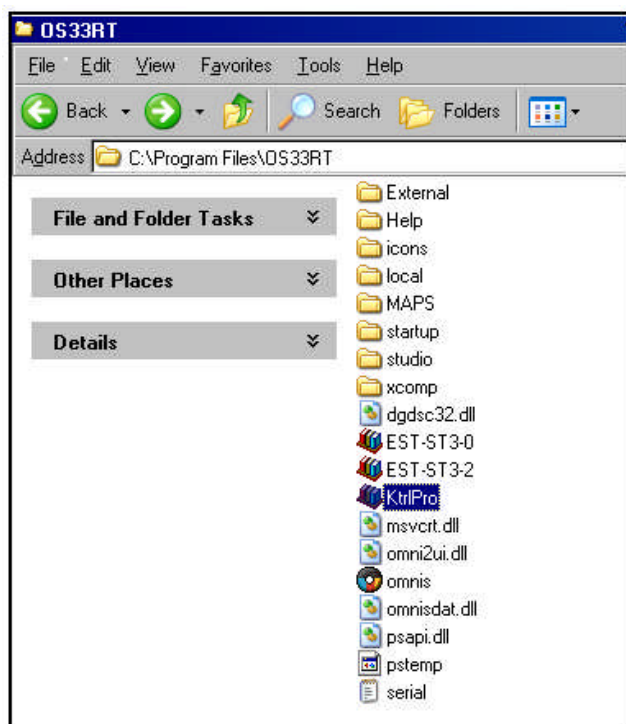 OS33RT
File Edit View Favorites Tools Help
Back Search Folders
Address C:\Program Files\OS33RT
File and Folder Tasks
Other Places
Details
External
Help
icons
local
MAPS
startup
studio
xcomp
dgdsc32.dll
EST-ST3-0
EST-ST3-2
KtrlPro
msvcrt.dll
omni2ui.dll
omnis
omnisdat.dll
psapi.dll
pstemp
serial